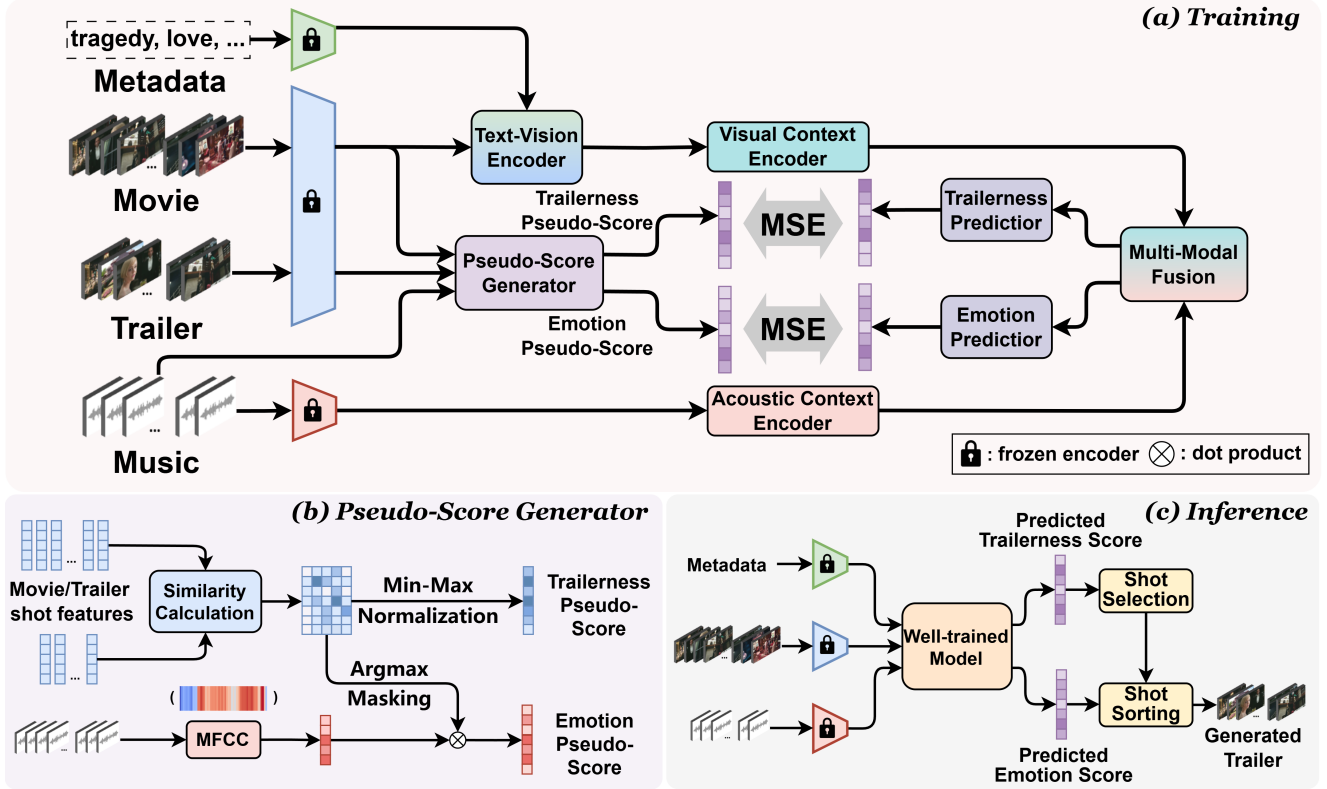 (a) Training
tragedy, love, ...
Metadata
...
Movie
...
Trailer
...
Music
Text-Vision
Encoder
Visual Context
Encoder
Trailerness
Pseudo-Score
Pseudo-Score
Generator
Emotion
Pseudo-Score
MSE
MSE
Trailerness
Predictior
Emotion
Predictior
Multi-Modal
Fusion
Acoustic Context
Encoder
: frozen encoder
: dot product
(b) Pseudo-Score Generator
...
Movie/Trailer
shot features
...
Similarity
Calculation
Min-Max
Normalization
Trailerness
Pseudo-
Score
Argmax
Masking
( )
...
MFCC
Emotion
Pseudo-
Score
(c) Inference
Metadata
...
...
Well-trained
Model
Predicted
Trailerness Score
Shot
Selection
Shot
Sorting
Predicted
Emotion Score
...
Generated
Trailer